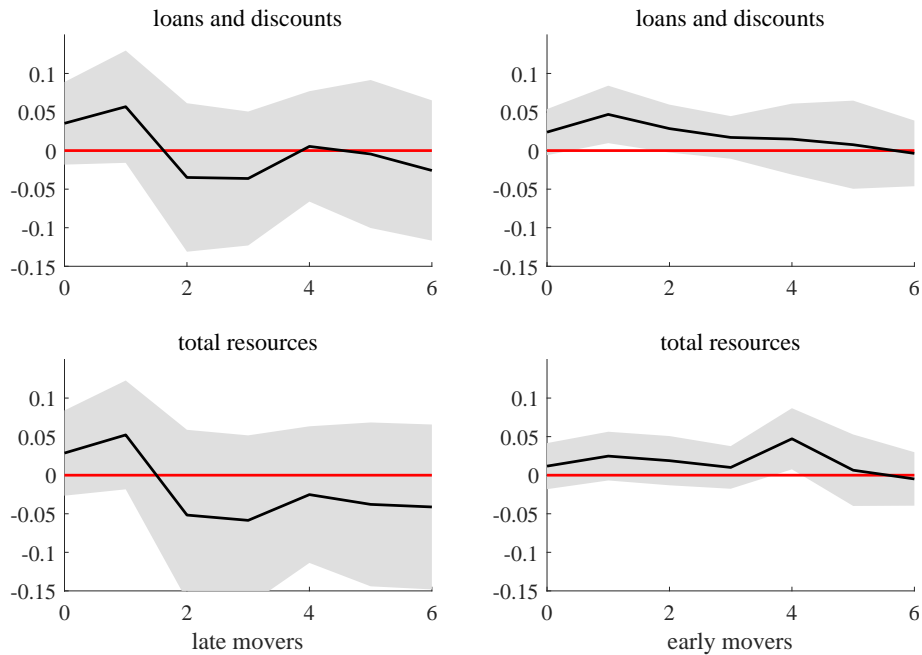 loans and discounts
0.1
0.05
0
-0.05
-0.1
-0.15
0 2 4 6
loans and discounts
0.1
0.05
0
-0.05
-0.1
-0.15
0 2 4 6
total resources
0.1
0.05
0
-0.05
-0.1
-0.15
0 2 4 6
late movers
total resources
0.1
0.05
0
-0.05
-0.1
-0.15
0 2 4 6
early movers